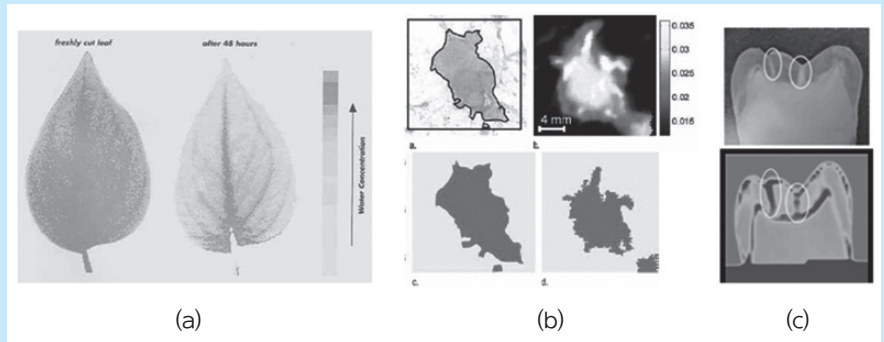 freshly cut leaf
after 48 hours
Water Concentration
0.035
0.03
0.025
0.02
0.015
4 mm
a.
b.
c.
d.
(a)
(b)
(c)